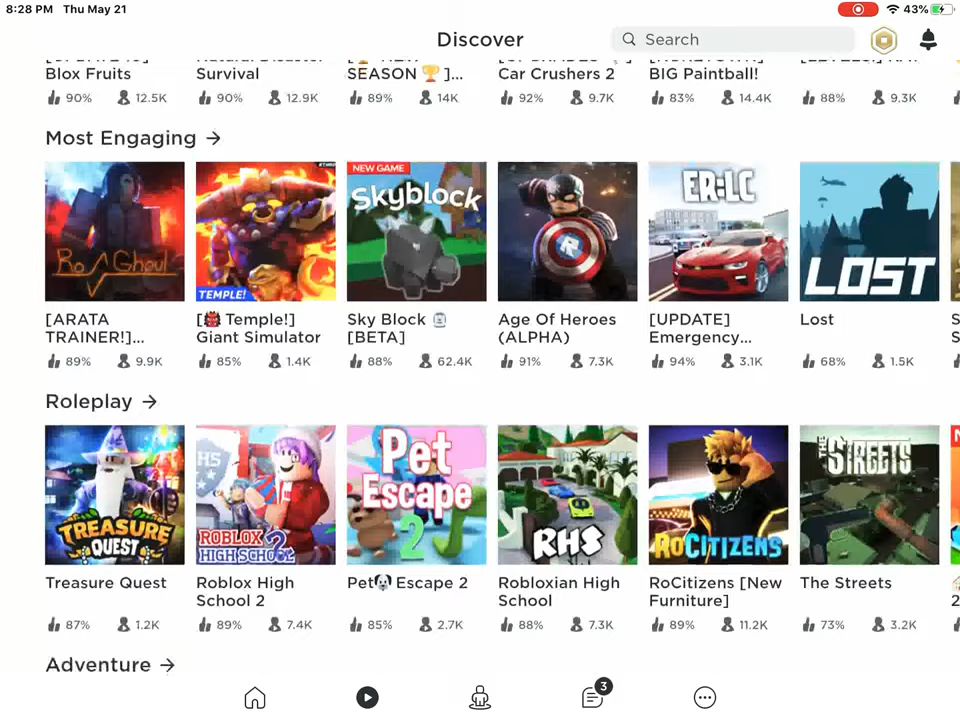 8:28 PM Thu May 21
43%
Discover
Search
Blox Fruits
Survival
SEASON 🏆 ]...
Car Crushers 2
BIG Paintball!
90% 12.5K
90% 12.9K
89% 14K
92% 9.7K
83% 14.4K
88% 9.3K
Most Engaging →
Ro Ghoul
TEMPLE!
NEW GAME
Skyblock
R
ER:LC
LOST
[ARATA
TRAINER!]...
[👹 Temple!]
Giant Simulator
Sky Block
[BETA]
Age Of Heroes
(ALPHA)
[UPDATE]
Emergency...
Lost
89% 9.9K
85% 1.4K
88% 62.4K
91% 7.3K
94% 3.1K
68% 1.5K
Roleplay →
TREASURE
QUEST
HS
ROBLOX
HIGH SCHOOL 2
Pet
Escape
2
RHS
ROCITIZENS
THE STREETS
Treasure Quest
Roblox High
School 2
Pet🐶 Escape 2
Robloxian High
School
RoCitizens [New
Furniture]
The Streets
87% 1.2K
89% 7.4K
85% 2.7K
88% 7.3K
89% 11.2K
73% 3.2K
Adventure →
3